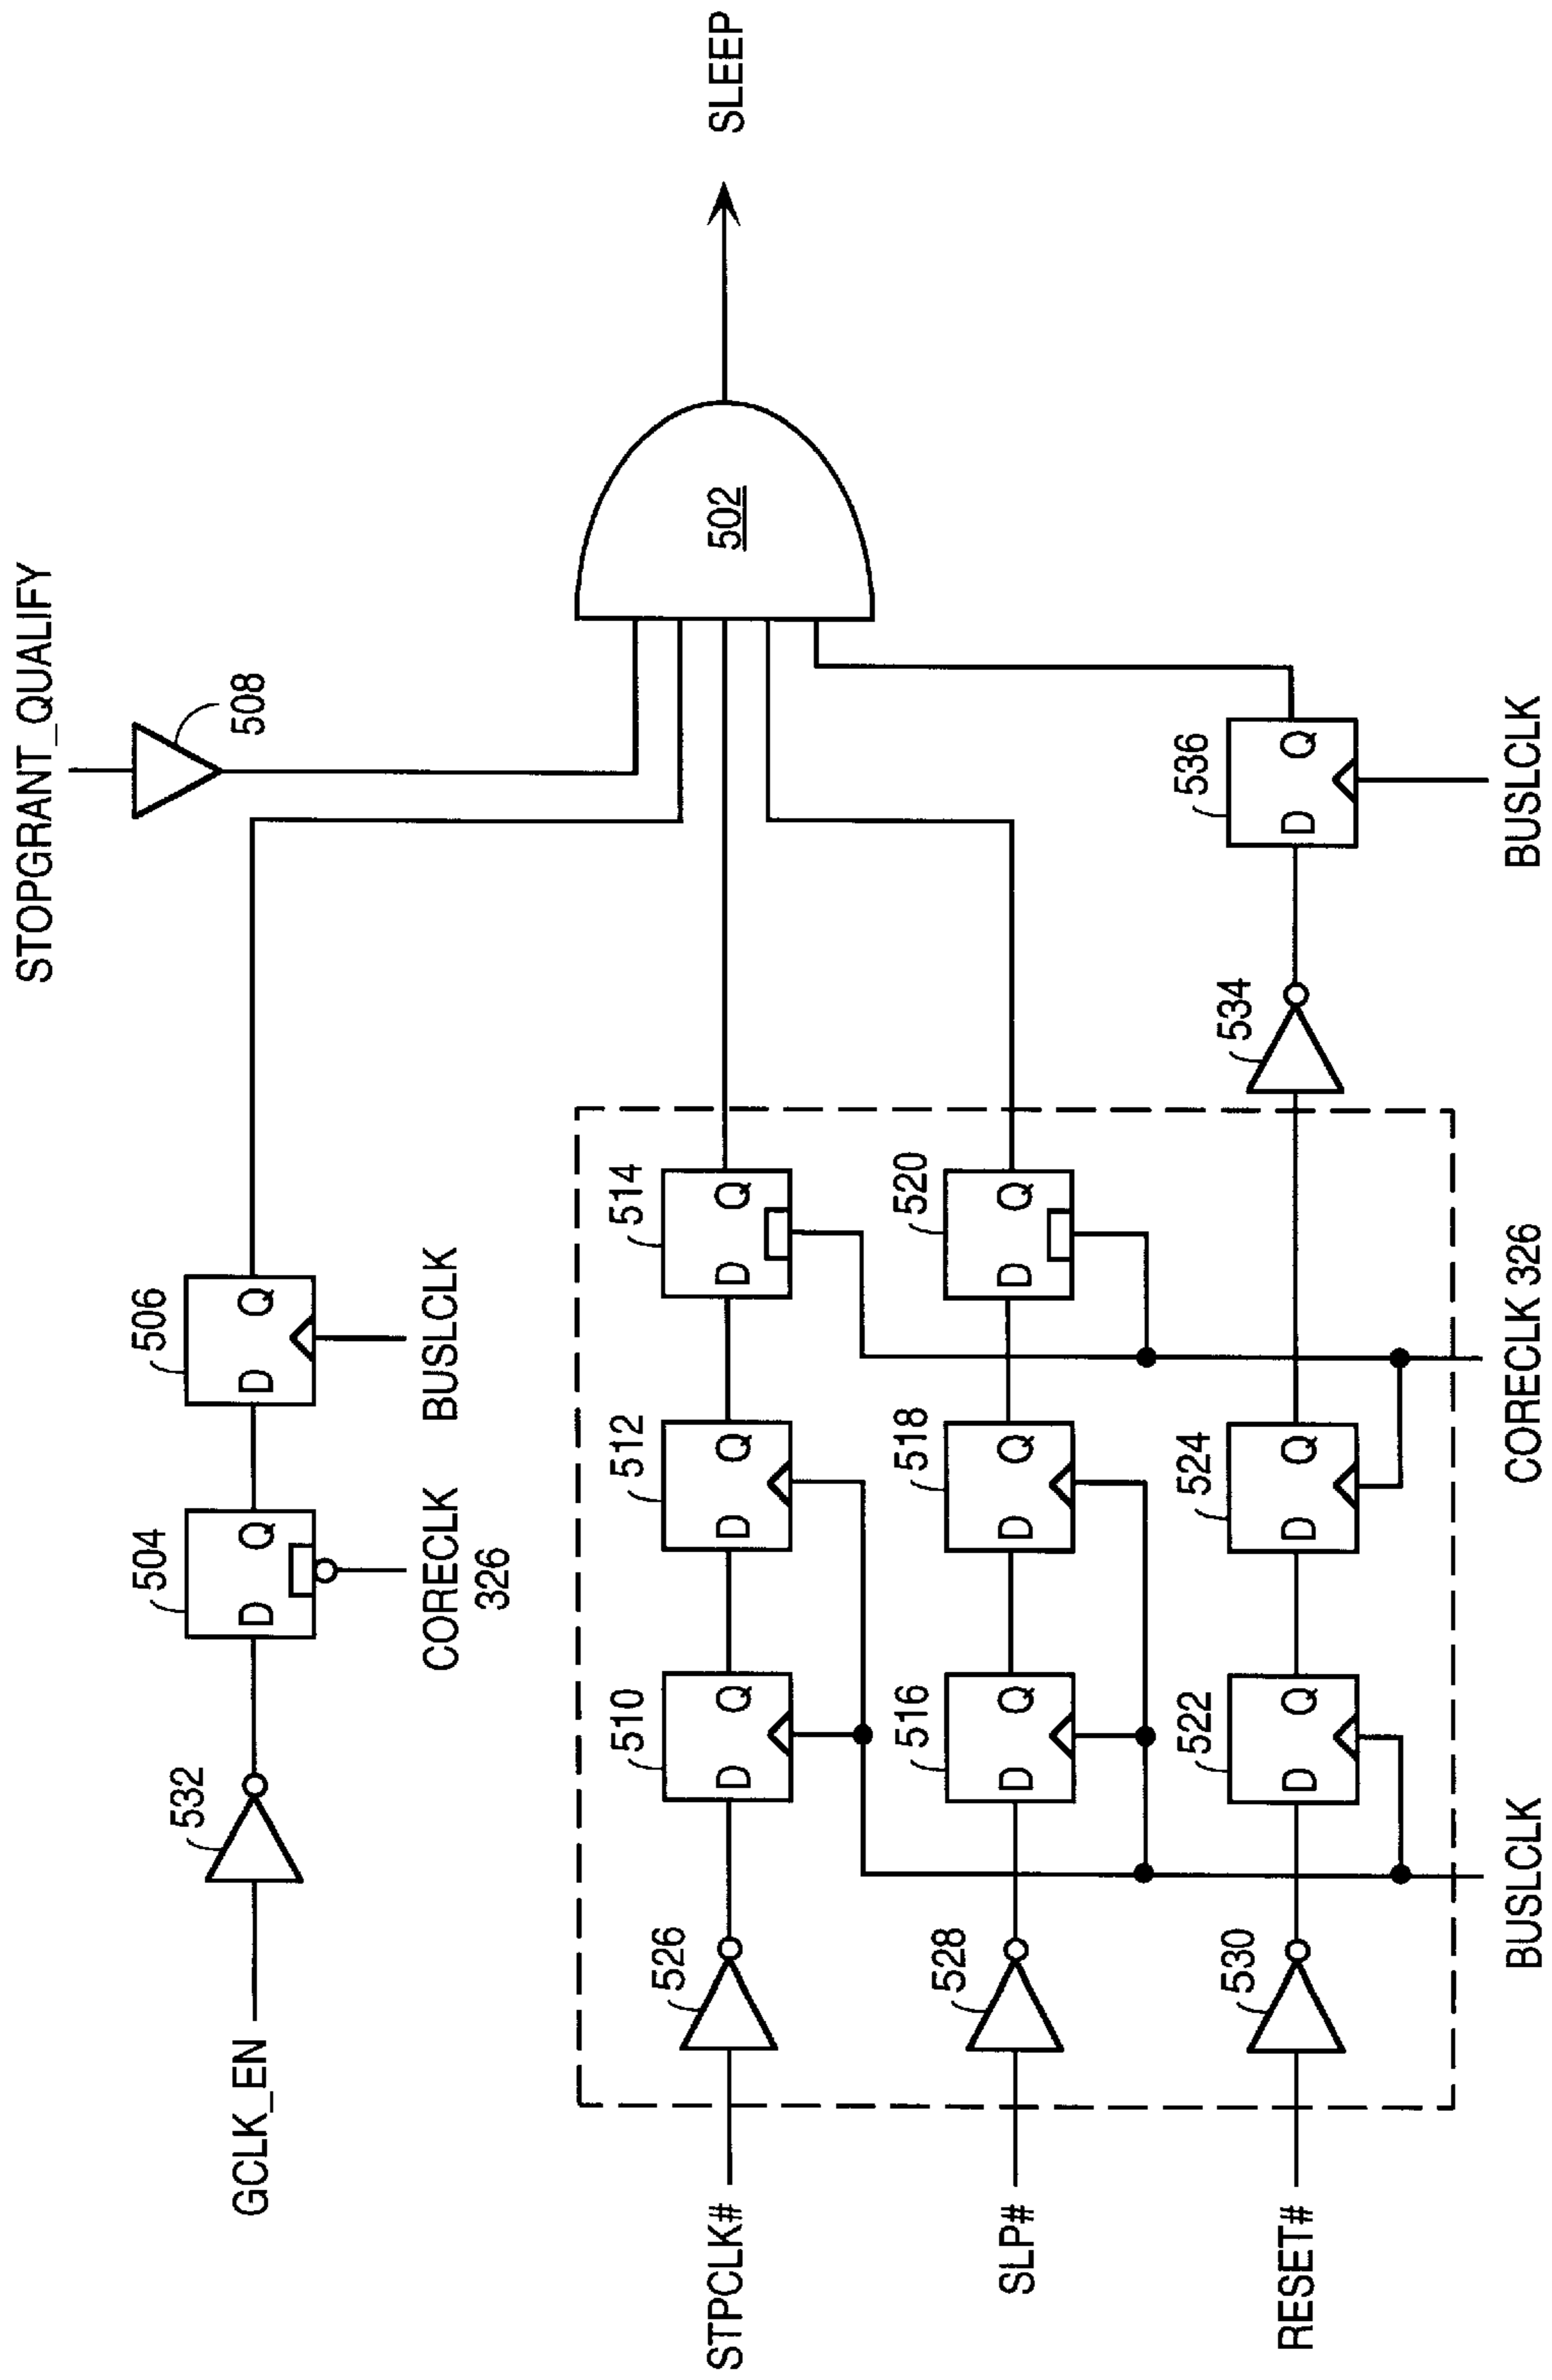 GCLK_EN
532
D Q
504
CORECLK
326
D Q
506
BUSLCLK
STOPGRANT_QUALIFY
508
STPCLK#
526
D Q
510
D Q
512
D Q
514
502
SLEEP
SLP#
528
D Q
516
D Q
518
D Q
520
RESET#
530
D Q
522
D Q
524
534
D Q
536
BUSLCLK
CORECLK 326
BUSLCLK